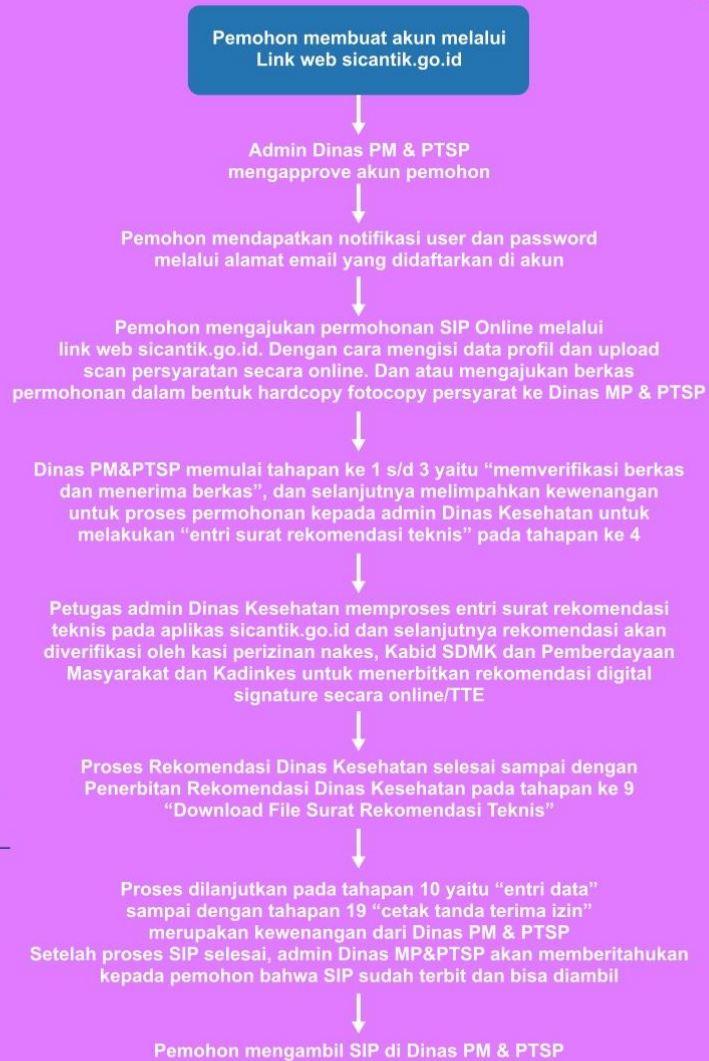 Pemohon membuat akun melalui
Link web sicantik.go.id
Admin Dinas PM & PTSP
mengapprove akun pemohon
Pemohon mendapatkan notifikasi user dan password
melalui alamat email yang didaftarkan di akun
Pemohon mengajukan permohonan SIP Online melalui
link web sicantik.go.id. Dengan cara mengisi data profil dan upload
scan persyaratan secara online. Dan atau mengajukan berkas
permohonan dalam bentuk hardcopy fotocopy persyarat ke Dinas MP & PTSP
Dinas PM&PTSP memulai tahapan ke 1 s/d 3 yaitu “memverifikasi berkas
dan menerima berkas”, dan selanjutnya melimpahkan kewenangan
untuk proses permohonan kepada admin Dinas Kesehatan untuk
melakukan “entri surat rekomendasi teknis” pada tahapan ke 4
Petugas admin Dinas Kesehatan memproses entri surat rekomendasi
teknis pada aplikas sicantik.go.id dan selanjutnya rekomendasi akan
diverifikasi oleh kasi perizinan nakes, Kabid SDMK dan Pemberdayaan
Masyarakat dan Kadinkes untuk menerbitkan rekomendasi digital
signature secara online/TTE
Proses Rekomendasi Dinas Kesehatan selesai sampai dengan
Penerbitan Rekomendasi Dinas Kesehatan pada tahapan ke 9
“Download File Surat Rekomendasi Teknis”
Proses dilanjutkan pada tahapan 10 yaitu “entri data”
sampai dengan tahapan 19 “cetak tanda terima izin”
merupakan kewenangan dari Dinas PM & PTSP
Setelah proses SIP selesai, admin Dinas MP&PTSP akan memberitahukan
kepada pemohon bahwa SIP sudah terbit dan bisa diambil
Pemohon mengambil SIP di Dinas PM & PTSP